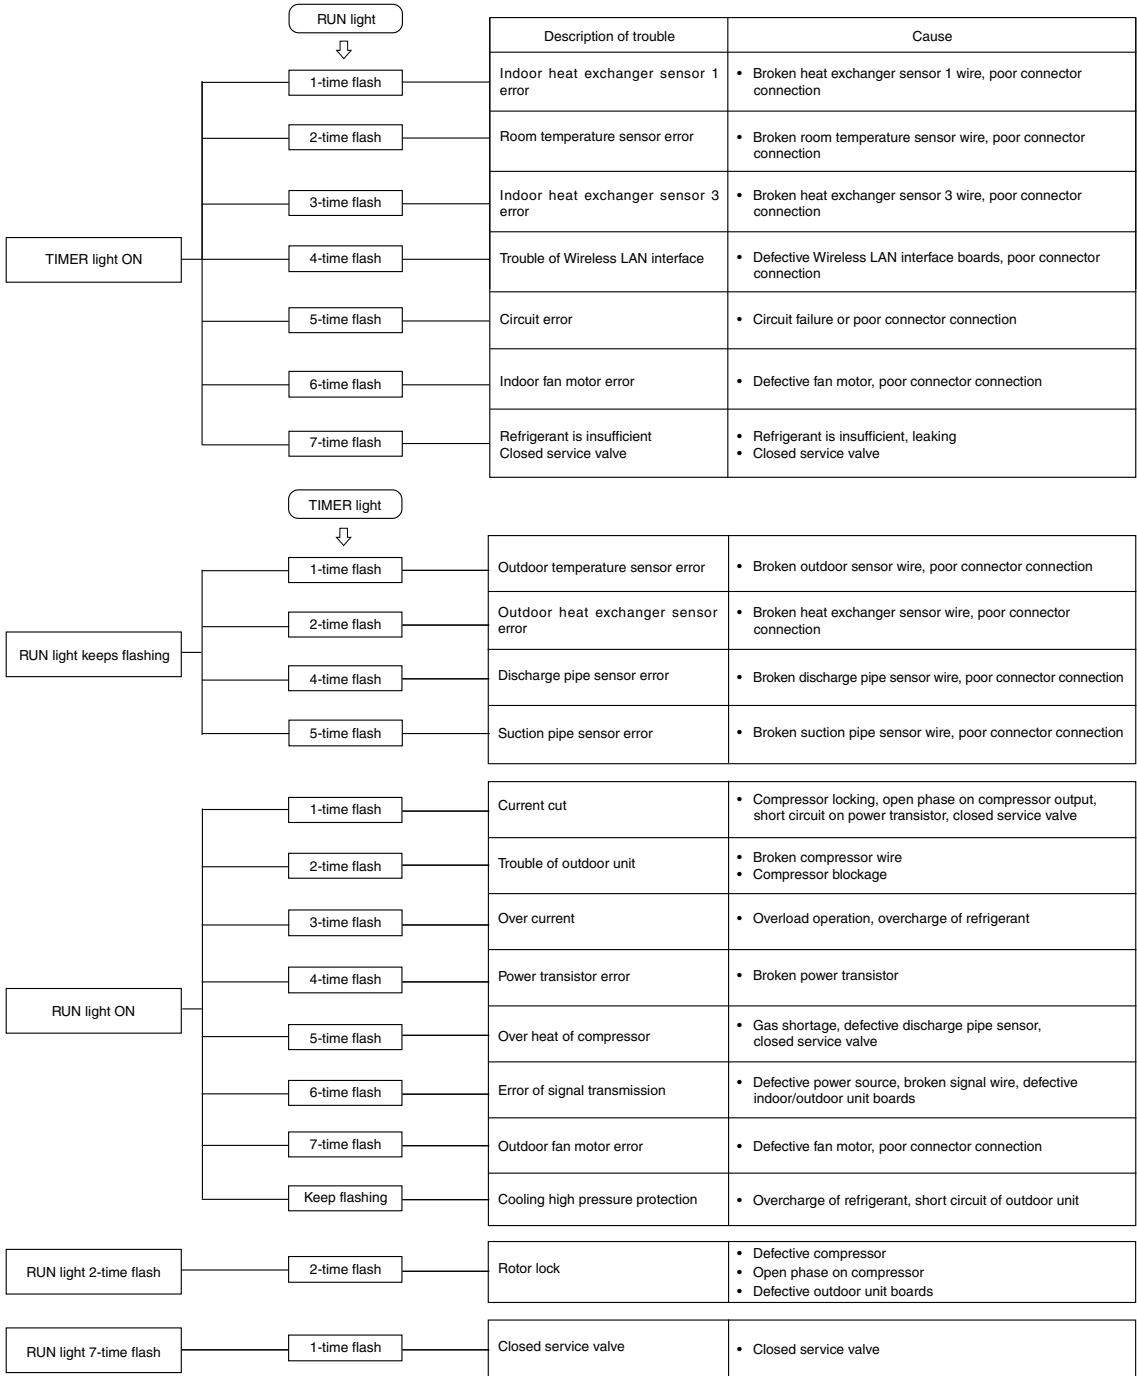 RUN light
Description of trouble
Cause
1-time flash
Indoor heat exchanger sensor 1
error
• Broken heat exchanger sensor 1 wire, poor connector
connection
2-time flash
Room temperature sensor error
• Broken room temperature sensor wire, poor connector
connection
3-time flash
Indoor heat exchanger sensor 3
error
• Broken heat exchanger sensor 3 wire, poor connector
connection
TIMER light ON
4-time flash
Trouble of Wireless LAN interface
• Defective Wireless LAN interface boards, poor connector
connection
5-time flash
Circuit error
• Circuit failure or poor connector connection
6-time flash
Indoor fan motor error
• Defective fan motor, poor connector connection
7-time flash
Refrigerant is insufficient
Closed service valve
• Refrigerant is insufficient, leaking
• Closed service valve
TIMER light
1-time flash
Outdoor temperature sensor error
• Broken outdoor sensor wire, poor connector connection
2-time flash
Outdoor heat exchanger sensor
error
• Broken heat exchanger sensor wire, poor connector
connection
RUN light keeps flashing
4-time flash
Discharge pipe sensor error
• Broken discharge pipe sensor wire, poor connector connection
5-time flash
Suction pipe sensor error
• Broken suction pipe sensor wire, poor connector connection
1-time flash
Current cut
• Compressor locking, open phase on compressor output,
short circuit on power transistor, closed service valve
2-time flash
Trouble of outdoor unit
• Broken compressor wire
• Compressor blockage
3-time flash
Over current
• Overload operation, overcharge of refrigerant
4-time flash
Power transistor error
• Broken power transistor
RUN light ON
5-time flash
Over heat of compressor
• Gas shortage, defective discharge pipe sensor,
closed service valve
6-time flash
Error of signal transmission
• Defective power source, broken signal wire, defective
indoor/outdoor unit boards
7-time flash
Outdoor fan motor error
• Defective fan motor, poor connector connection
Keep flashing
Cooling high pressure protection
• Overcharge of refrigerant, short circuit of outdoor unit
RUN light 2-time flash
2-time flash
Rotor lock
• Defective compressor
• Open phase on compressor
• Defective outdoor unit boards
RUN light 7-time flash
1-time flash
Closed service valve
• Closed service valve